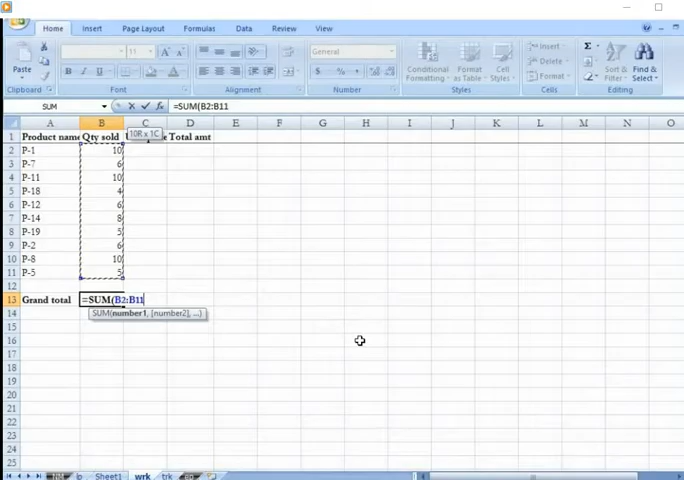 Home Insert Page Layout Formulas Data Review View
Paste
11
General
Conditional Formatting Format as Table Cell Styles
Insert
Delete
Format
Sort & Filter Find & Select
Clipboard Font Alignment Number Styles Cells Editing
SUM =SUM(B2:B11
A B C D E F G H I J K L M N O
1 Product name Qty sold Total amt
10R x 1C
2 P-1 10
3 P-7 6
4 P-11 10
5 P-18 4
6 P-12 6
7 P-14 8
8 P-19 5
9 P-2 6
10 P-8 10
11 P-5 5
12
13 Grand total =SUM(B2:B11
SUM(number1, [number2], ...)
14
15
16
17
18
19
20
21
22
23
24
25
Sheet1 wrk trk